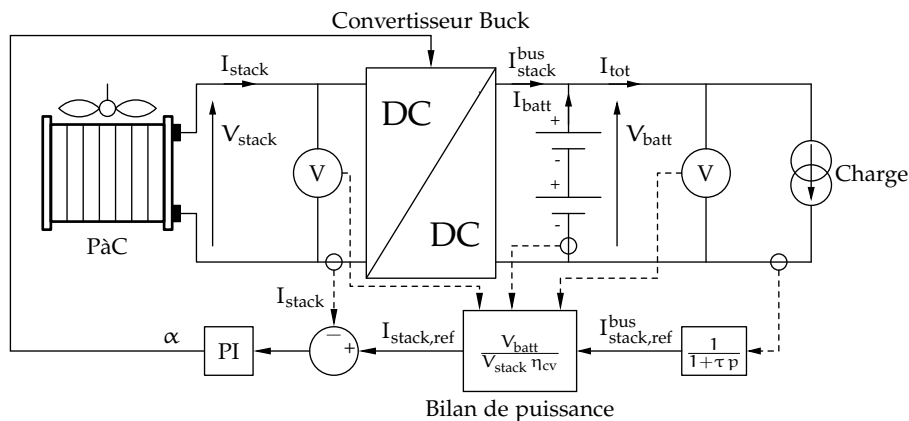 Convertisseur Buck
I_stack
I_stack^bus
I_tot
I_batt
DC
DC
V_stack
V
+
-
+
-
V_batt
V
Charge
PàC
I_stack
α
PI
−
+
I_stack,ref
V_batt
V_stack η_cv
I_stack,ref^bus
1
1+τp
Bilan de puissance